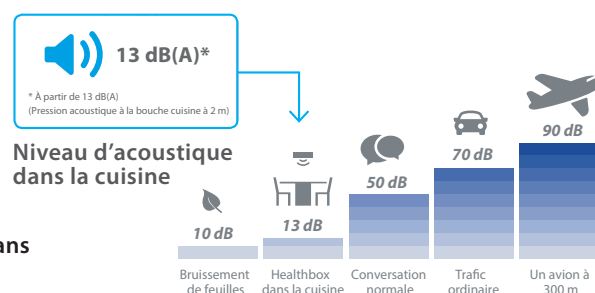 13 dB(A)*
* À partir de 13 dB(A)
(Pression acoustique à la bouche cuisine à 2 m)
Niveau d’acoustique
dans la cuisine
ans
10 dB
13 dB
50 dB
70 dB
90 dB
Bruissement
de feuilles
Healthbox
dans la cuisine
Conversation
normale
Trafic
ordinaire
Un avion à
300 m